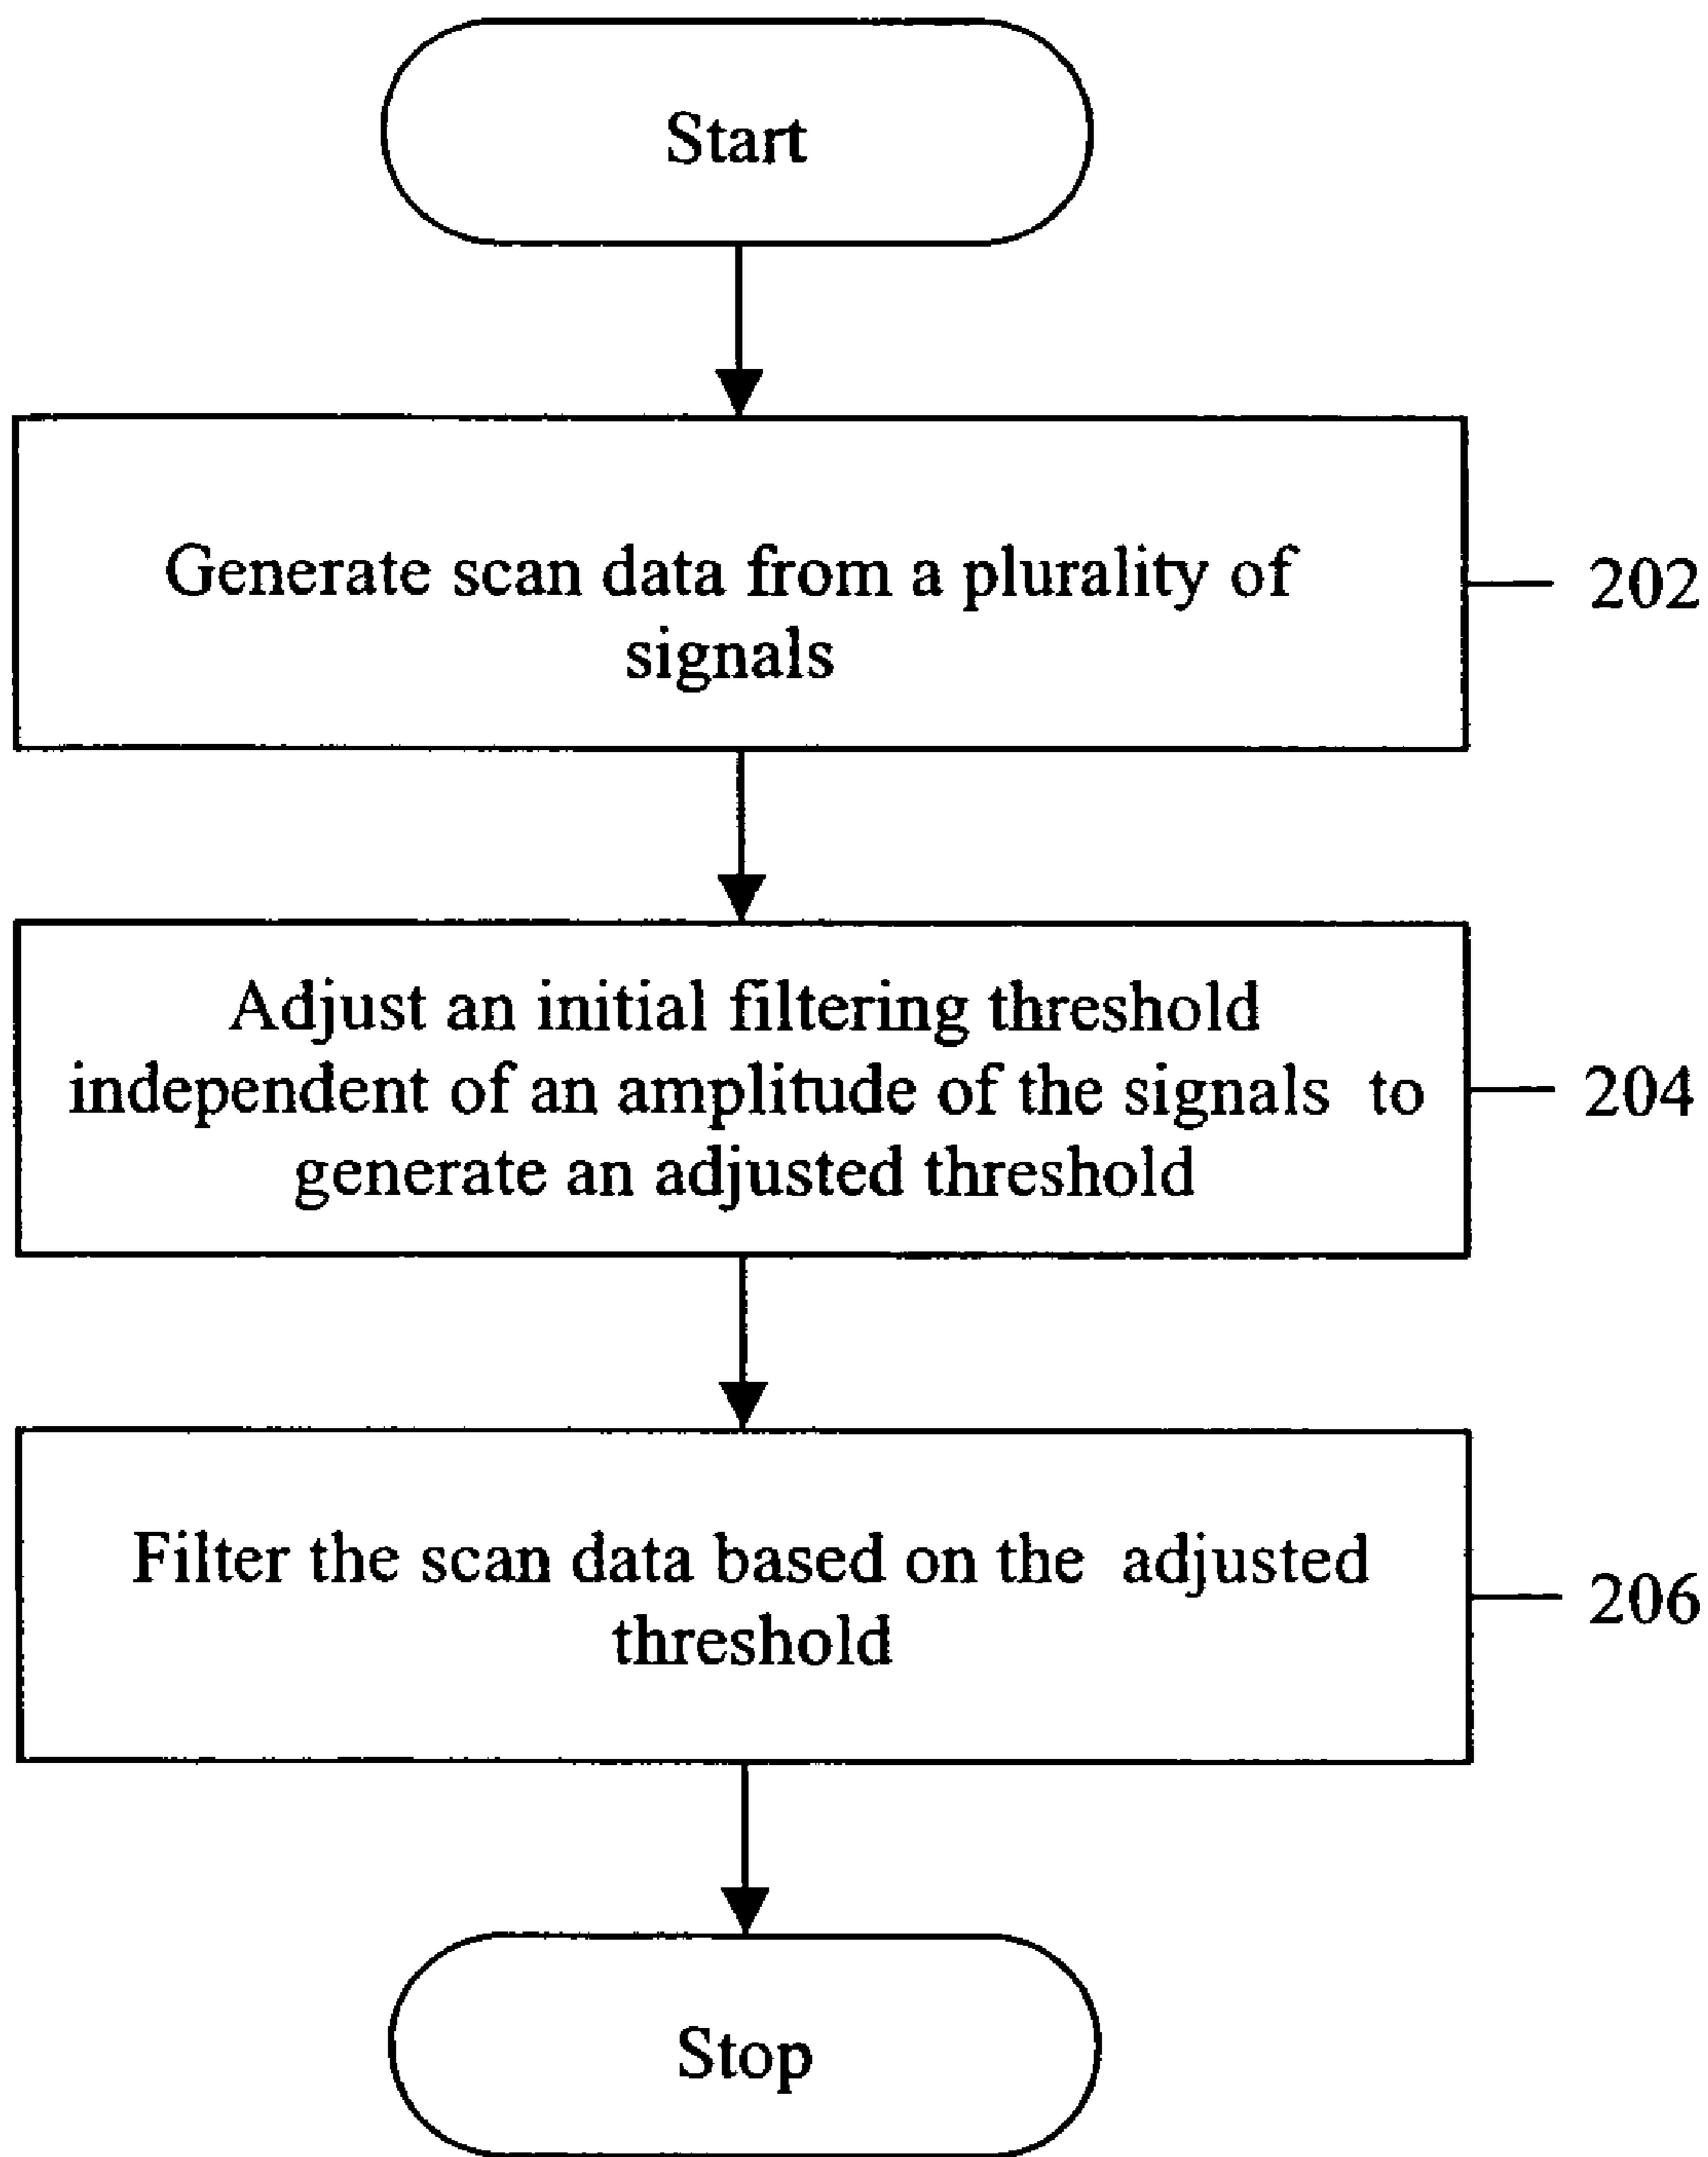 Start
Generate scan data from a plurality of
signals
202
Adjust an initial filtering threshold
independent of an amplitude of the signals to
generate an adjusted threshold
204
Filter the scan data based on the adjusted
threshold
206
Stop